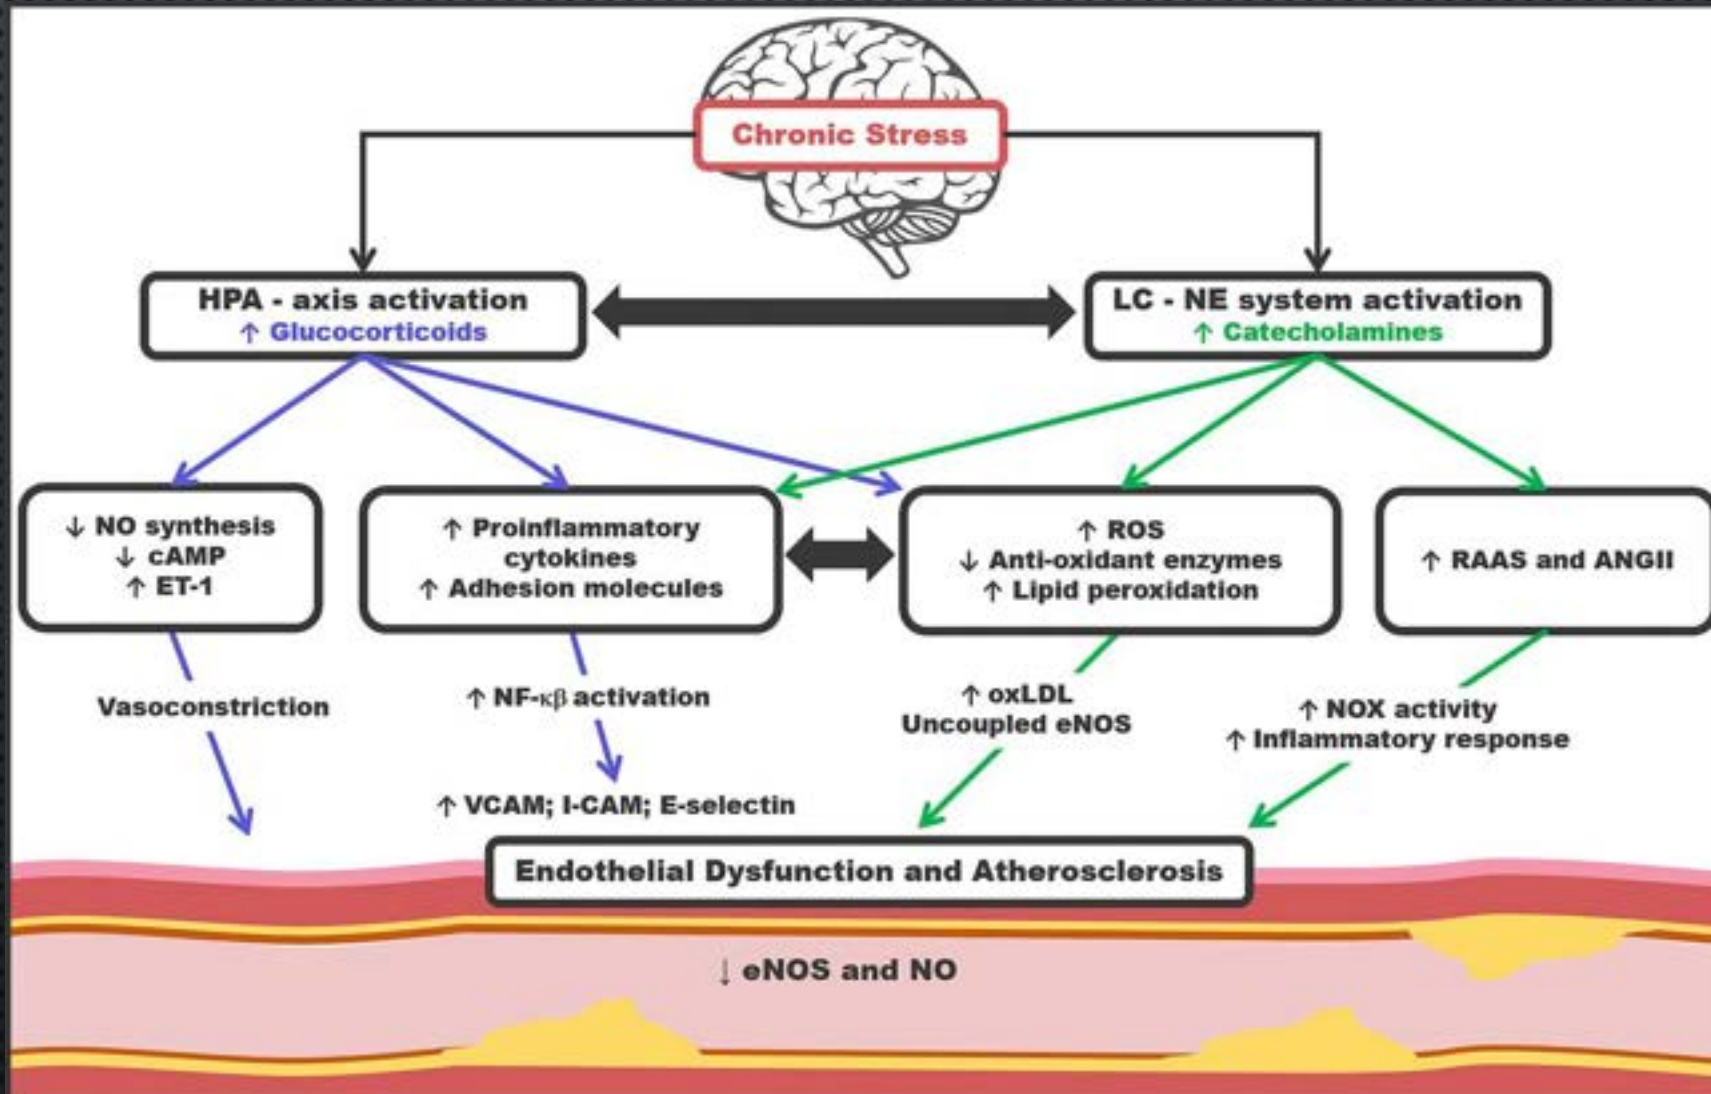 Chronic Stress
HPA - axis activation
↑ Glucocorticoids
LC - NE system activation
↑ Catecholamines
↓ NO synthesis
↓ cAMP
↑ ET-1
↑ Proinflammatory
cytokines
↑ Adhesion molecules
↑ ROS
↓ Anti-oxidant enzymes
↑ Lipid peroxidation
↑ RAAS and ANGII
Vasoconstriction
↑ NF-κβ activation
↑ oxLDL
Uncoupled eNOS
↑ NOX activity
↑ Inflammatory response
↑ VCAM; I-CAM; E-selectin
Endothelial Dysfunction and Atherosclerosis
↓ eNOS and NO